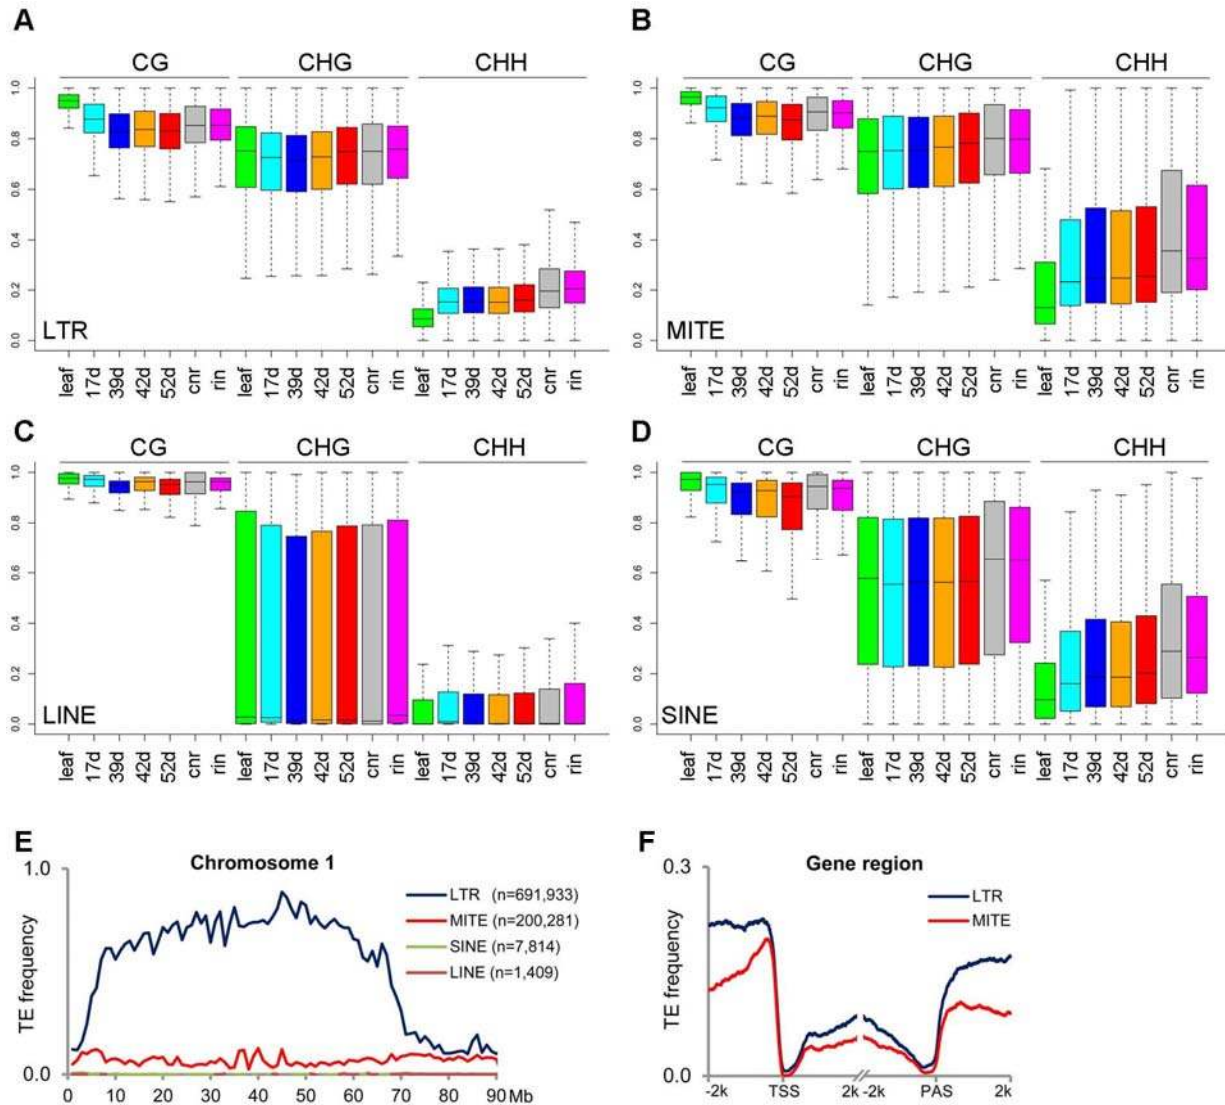 A
CG CHG CHH
1.0
0.8
0.6
0.4
0.2
0.0
LTR
leaf 17d 39d 42d 52d cnr rin leaf 17d 39d 42d 52d cnr rin leaf 17d 39d 42d 52d cnr rin
B
CG CHG CHH
1.0
0.8
0.6
0.4
0.2
0.0
MITE
leaf 17d 39d 42d 52d cnr rin leaf 17d 39d 42d 52d cnr rin leaf 17d 39d 42d 52d cnr rin
C
CG CHG CHH
1.0
0.8
0.6
0.4
0.2
0.0
LINE
leaf 17d 39d 42d 52d cnr rin leaf 17d 39d 42d 52d cnr rin leaf 17d 39d 42d 52d cnr rin
D
CG CHG CHH
1.0
0.8
0.6
0.4
0.2
0.0
SINE
leaf 17d 39d 42d 52d cnr rin leaf 17d 39d 42d 52d cnr rin leaf 17d 39d 42d 52d cnr rin
E
Chromosome 1
1.0
TE frequency
0.0
LTR (n=691,933)
MITE (n=200,281)
SINE (n=7,814)
LINE (n=1,409)
0 10 20 30 40 50 60 70 80 90 Mb
F
Gene region
0.3
TE frequency
0.0
LTR
MITE
-2k TSS 2k // -2k PAS 2k